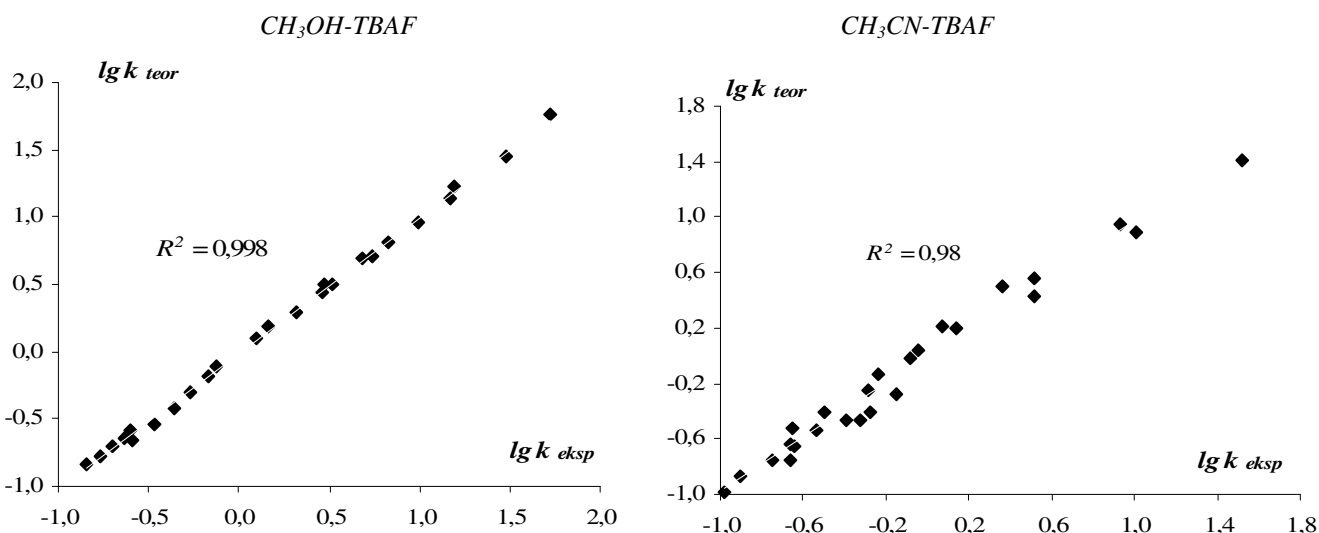 CH₃OH-TBAF
lg k teor
2,0
1,5
1,0
0,5
0,0
-0,5
-1,0
R² = 0,998
lg k eksp
-1,0 -0,5 0,0 0,5 1,0 1,5 2,0
CH₃CN-TBAF
lg k teor
1,8
1,4
1,0
0,6
0,2
-0,2
-0,6
-1,0
R² = 0,98
lg k eksp
-1,0 -0,6 -0,2 0,2 0,6 1,0 1,4 1,8